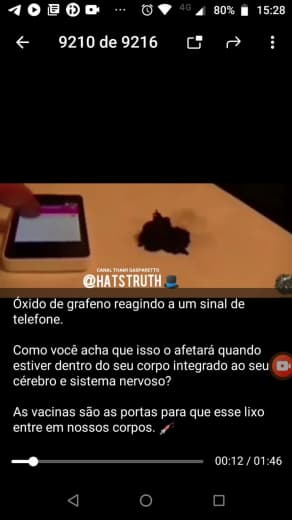 15:28
4G
80%
9210 de 9216
CANAL THAMI GASPARETTO
@HATSTRUTH
Óxido de grafeno reagindo a um sinal de
telefone.
Como você acha que isso o afetará quando
estiver dentro do seu corpo integrado ao seu
cérebro e sistema nervoso?
As vacinas são as portas para que esse lixo
entre em nossos corpos.
00:12 / 01:46